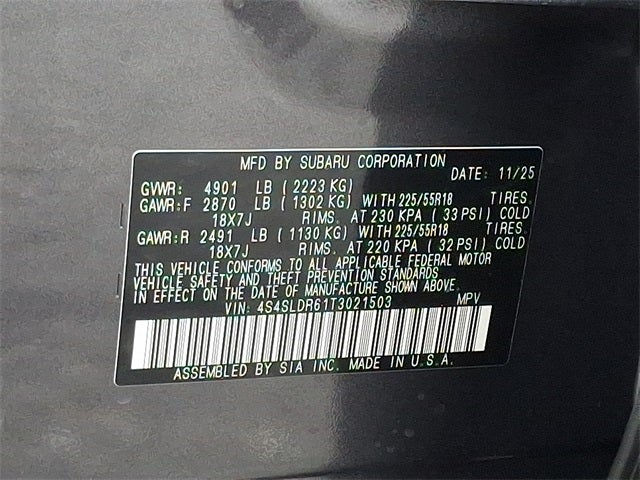 MFD BY SUBARU CORPORATION DATE: 11/25
GVWR: 4901 LB (2223 KG)
GAWR:F 2870 LB (1302 KG) WITH 225/55R18 TIRES.
18X7J RIMS. AT 230 KPA (33 PSI) COLD
GAWR:R 2491 LB (1130 KG) WITH 225/55R18 TIRES.
18X7J RIMS. AT 220 KPA (32 PSI) COLD
THIS VEHICLE CONFORMS TO ALL APPLICABLE FEDERAL MOTOR
VEHICLE SAFETY AND THEFT PREVENTION STANDARDS
IN EFFECT ON THE DATE OF MANUFACTURE SHOWN ABOVE.
VIN: 4S4SLDR61T3021503 MPV
ASSEMBLED BY SIA INC. MADE IN U.S.A.